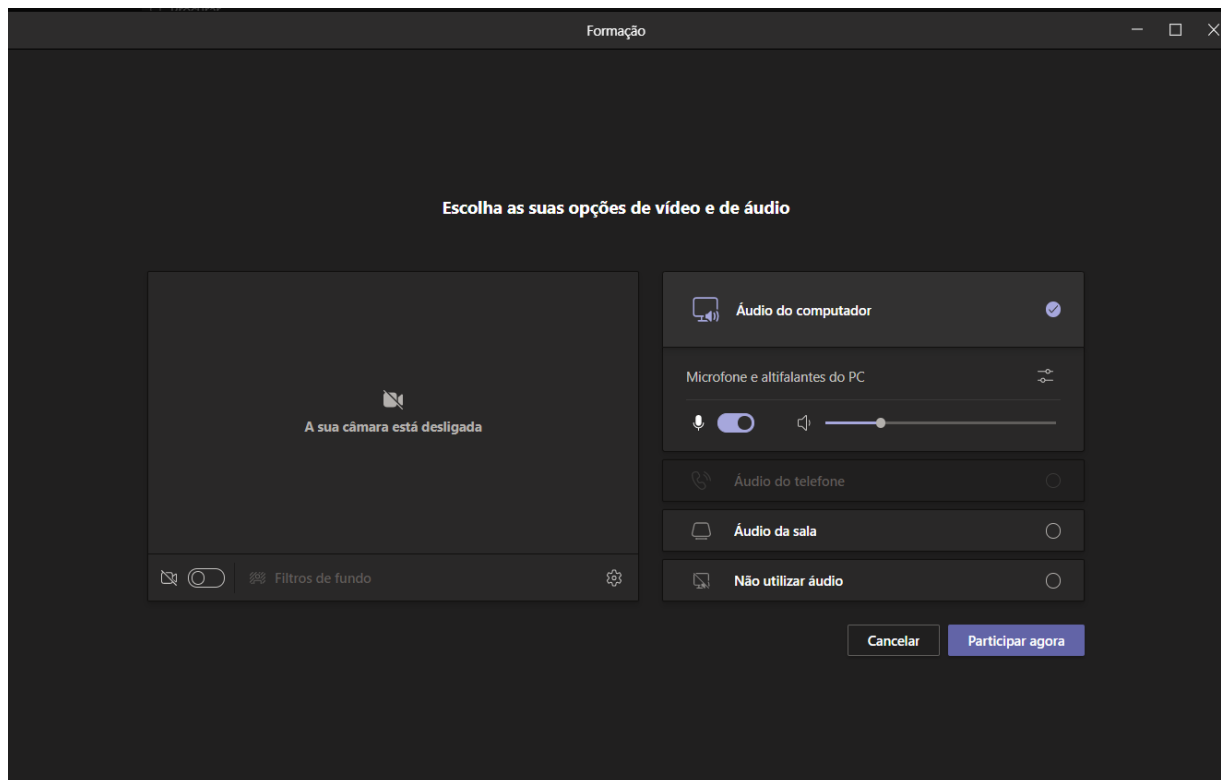 Formação
Escolha as suas opções de vídeo e de áudio
A sua câmara está desligada
Filtros de fundo
Áudio do computador
Microfone e altifalantes do PC
Áudio do telefone
Áudio da sala
Não utilizar áudio
Cancelar
Participar agora